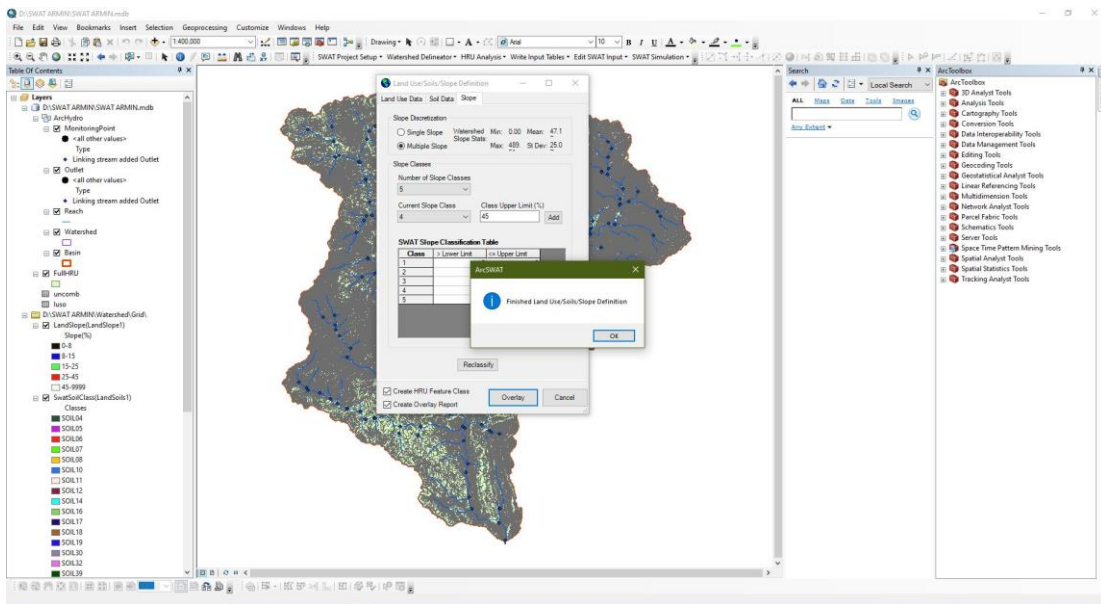 D:\SWAT ARMIN\SWAT ARMIN.mdb
File Edit View Bookmarks Insert Selection Geoprocessing Customize Windows Help
1:400,000 Drawing A Arial 10 B I U A
SWAT Project Setup Watershed Delineator HRU Analysis Write Input Tables Edit SWAT Input SWAT Simulation
Table Of Contents
Layers
D:\SWAT ARMIN\SWAT ARMIN.mdb
ArcHydro
MonitoringPoint
<all other values>
Type
Linking stream added Outlet
Outlet
<all other values>
Type
Linking stream added Outlet
Reach
Watershed
Basin
FullHRU
uncomb
luso
D:\SWAT ARMIN\Watershed\Grid\
LandSlope(LandSlope1)
Slope(%)
0-8
8-15
15-25
25-45
45-9999
SwatSoilClass(LandSoils1)
Classes
SOIL04
SOIL05
SOIL06
SOIL07
SOIL08
SOIL10
SOIL11
SOIL12
SOIL14
SOIL16
SOIL17
SOIL18
SOIL19
SOIL30
SOIL32
SOIL39
Land Use/Soils/Slope Definition
Land Use Data Soil Data Slope
Slope Discretization
Single Slope
Multiple Slope
Watershed Slope Stats:
Min: 0.00 Mean: 47.1
Max: 489. St Dev: 25.0
Slope Classes
Number of Slope Classes
5
Current Slope Class Class Upper Limit (%)
4 45 Add
SWAT Slope Classification Table
Class > Lower Limit <= Upper Limit
1
2
3
4
5
Reclassify
Create HRU Feature Class
Create Overlay Report
Overlay Cancel
ArcSWAT
Finished Land Use/Soils/Slope Definition
OK
Search
Local Search
ALL Maps Data Tools Images
Any Extent
ArcToolbox
ArcToolbox
3D Analyst Tools
Analysis Tools
Cartography Tools
Conversion Tools
Data Interoperability Tools
Data Management Tools
Editing Tools
Geocoding Tools
Geostatistical Analyst Tools
Linear Referencing Tools
Multidimension Tools
Network Analyst Tools
Parcel Fabric Tools
Schematics Tools
Server Tools
Space Time Pattern Mining Tools
Spatial Analyst Tools
Spatial Statistics Tools
Tracking Analyst Tools